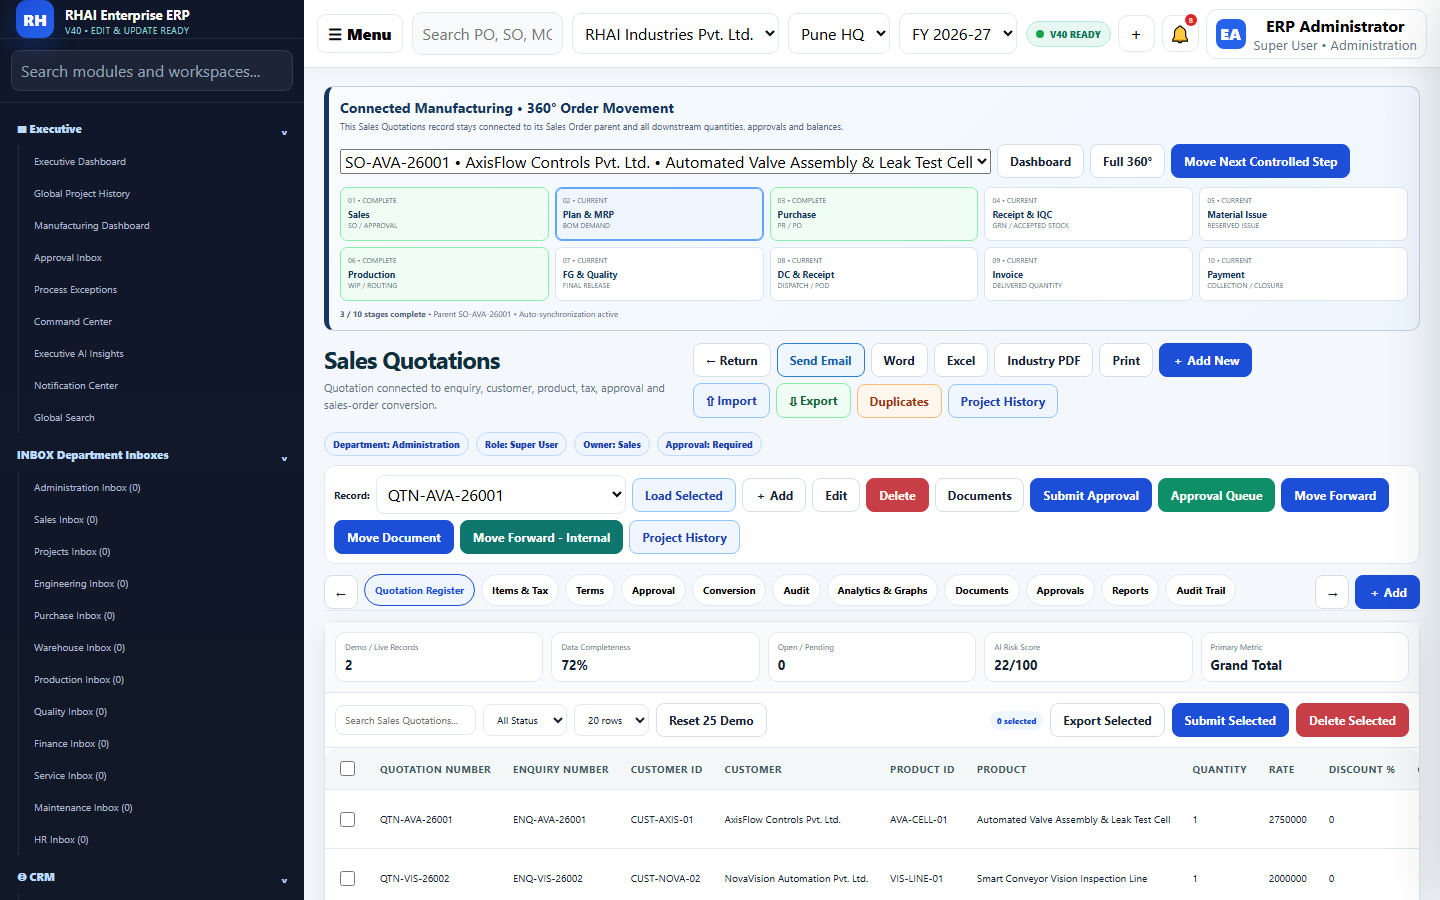 RH
RHAI Enterprise ERP
V40 • EDIT & UPDATE READY
Search modules and workspaces...
Executive
Executive Dashboard
Global Project History
Manufacturing Dashboard
Approval Inbox
Process Exceptions
Command Center
Executive AI Insights
Notification Center
Global Search
INBOX Department Inboxes
Administration Inbox (0)
Sales Inbox (0)
Projects Inbox (0)
Engineering Inbox (0)
Purchase Inbox (0)
Warehouse Inbox (0)
Production Inbox (0)
Quality Inbox (0)
Finance Inbox (0)
Service Inbox (0)
Maintenance Inbox (0)
HR Inbox (0)
CRM
☰ Menu
Search PO, SO, MC
RHAI Industries Pvt. Ltd.
Pune HQ
FY 2026-27
V40 READY
+
8
EA
ERP Administrator
Super User • Administration
Connected Manufacturing • 360° Order Movement
This Sales Quotations record stays connected to its Sales Order parent and all downstream quantities, approvals and balances.
SO-AVA-26001 • AxisFlow Controls Pvt. Ltd. • Automated Valve Assembly & Leak Test Cell
Dashboard
Full 360°
Move Next Controlled Step
01 • COMPLETE
Sales
SO / APPROVAL
02 • CURRENT
Plan & MRP
BOM DEMAND
03 • COMPLETE
Purchase
PR / PO
04 • CURRENT
Receipt & IQC
GRN / ACCEPTED STOCK
05 • CURRENT
Material Issue
RESERVED ISSUE
06 • COMPLETE
Production
WIP / ROUTING
07 • CURRENT
FG & Quality
FINAL RELEASE
08 • CURRENT
DC & Receipt
DISPATCH / POD
09 • CURRENT
Invoice
DELIVERED QUANTITY
10 • CURRENT
Payment
COLLECTION / CLOSURE
3 / 10 stages complete • Parent SO-AVA-26001 • Auto-synchronization active
Sales Quotations
Quotation connected to enquiry, customer, product, tax, approval and
sales-order conversion.
← Return
Send Email
Word
Excel
Industry PDF
Print
+ Add New
⇧ Import
⇩ Export
Duplicates
Project History
Department: Administration
Role: Super User
Owner: Sales
Approval: Required
Record:
QTN-AVA-26001
Load Selected
+ Add
Edit
Delete
Documents
Submit Approval
Approval Queue
Move Forward
Move Document
Move Forward - Internal
Project History
←
Quotation Register
Items & Tax
Terms
Approval
Conversion
Audit
Analytics & Graphs
Documents
Approvals
Reports
Audit Trail
→
+ Add
Demo / Live Records
2
Data Completeness
72%
Open / Pending
0
AI Risk Score
22/100
Primary Metric
Grand Total
Search Sales Quotations...
All Status
20 rows
Reset 25 Demo
0 selected
Export Selected
Submit Selected
Delete Selected
QUOTATION NUMBER ENQUIRY NUMBER CUSTOMER ID CUSTOMER PRODUCT ID PRODUCT QUANTITY RATE DISCOUNT %
QTN-AVA-26001 ENQ-AVA-26001 CUST-AXIS-01 AxisFlow Controls Pvt. Ltd. AVA-CELL-01 Automated Valve Assembly & Leak Test Cell 1 2750000 0
QTN-VIS-26002 ENQ-VIS-26002 CUST-NOVA-02 NovaVision Automation Pvt. Ltd. VIS-LINE-01 Smart Conveyor Vision Inspection Line 1 2000000 0